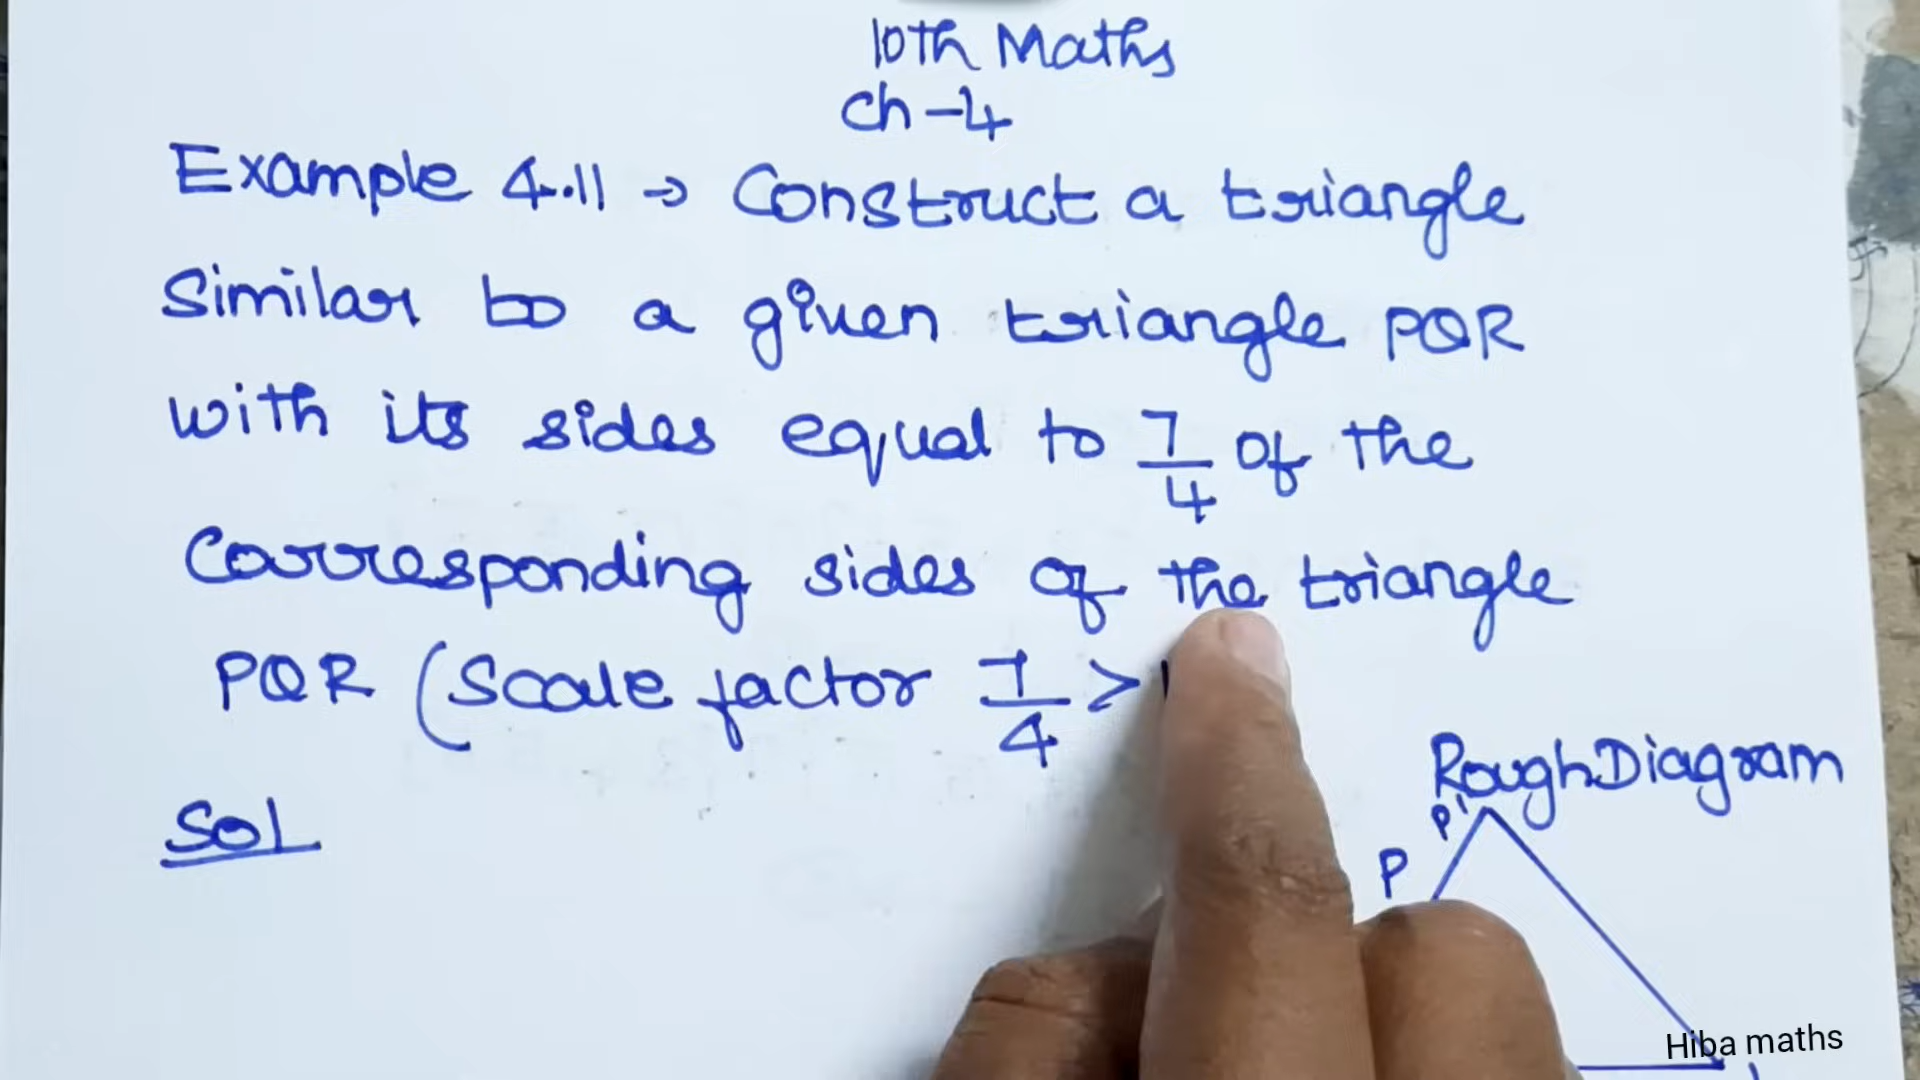 10th Maths
Ch-4
Example 4.11 → Construct a triangle
Similar to a given triangle PQR
with its sides equal to 7/4 of the
Corresponding sides of the triangle
PQR (Scale factor 7/4 > 1
Rough Diagram
Sol
P'
P
Hiba maths